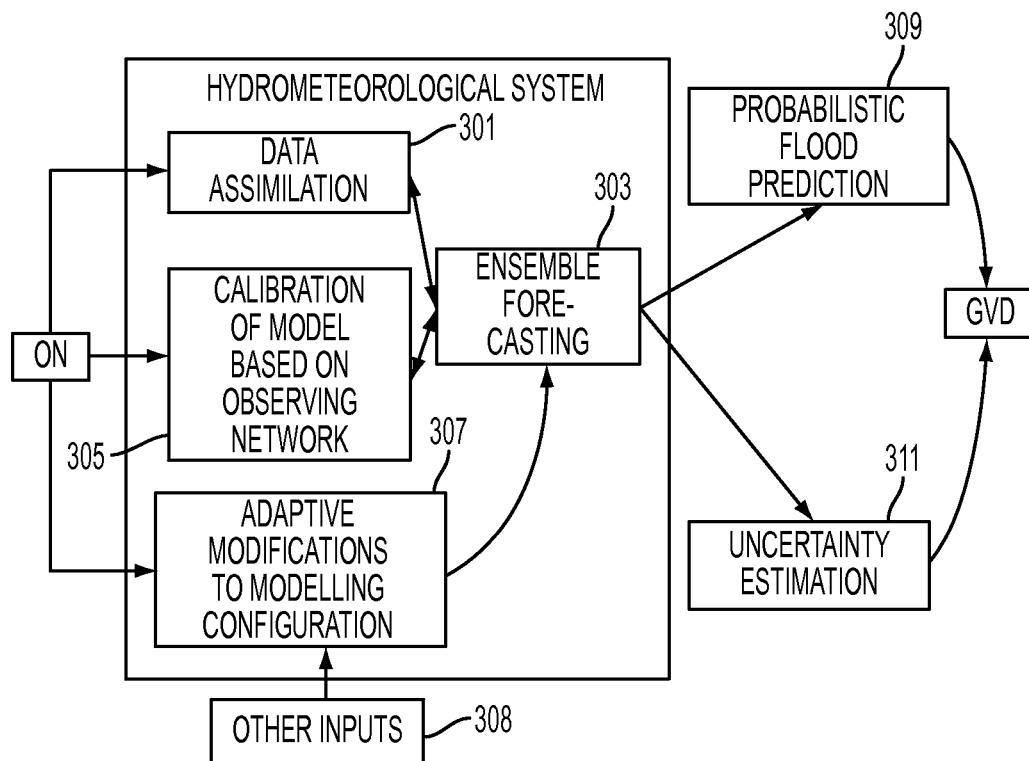 309
HYDROMETEOROLOGICAL SYSTEM
PROBABILISTIC
FLOOD
PREDICTION
301
DATA
ASSIMILATION
303
ENSEMBLE
FORE-
CASTING
CALIBRATION
OF MODEL
BASED ON
OBSERVING
NETWORK
GVD
ON
305
307
311
ADAPTIVE
MODIFICATIONS
TO MODELLING
CONFIGURATION
UNCERTAINTY
ESTIMATION
OTHER INPUTS
308